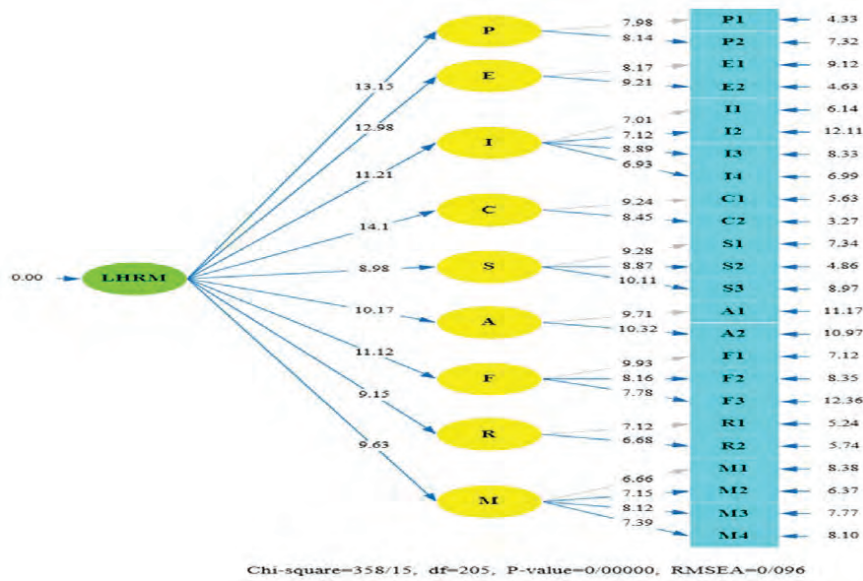 P 7.98 P1 4.33
8.14 P2 7.32
13.15 E 8.17 E1 9.12
9.21 E2 4.63
12.98 7.01 I1 6.14
I 7.12 I2 12.11
8.89 I3 8.33
11.21 6.93 I4 6.99
C 9.24 C1 5.63
14.1 8.45 C2 3.27
9.28 S1 7.34
0.00 LHRM 8.98 S 8.87 S2 4.86
10.11 S3 8.97
10.17 A 9.71 A1 11.17
10.32 A2 10.97
11.12 9.93 F1 7.12
F 8.16 F2 8.35
9.15 7.78 F3 12.36
R 7.12 R1 5.24
9.63 6.68 R2 5.74
6.66 M1 8.38
M 7.15 M2 6.37
8.12 M3 7.77
7.39 M4 8.10
Chi-square=358/15, df=205, P-value=0/00000, RMSEA=0/096